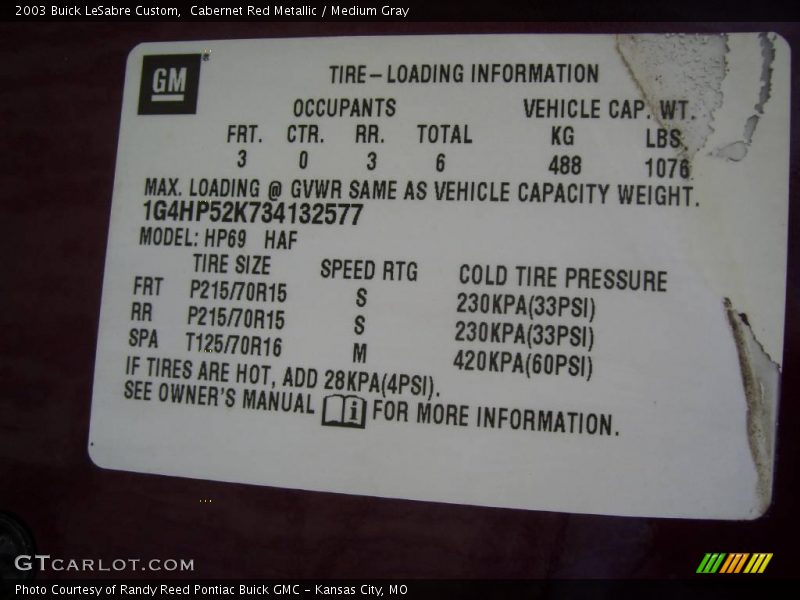 2003 Buick LeSabre Custom,  Cabernet Red Metallic / Medium Gray
GM
TIRE–LOADING INFORMATION
OCCUPANTS VEHICLE CAP. WT.
FRT. CTR. RR. TOTAL KG LBS
3 0 3 6 488 1076
MAX. LOADING @ GVWR SAME AS VEHICLE CAPACITY WEIGHT.
1G4HP52K734132577
MODEL: HP69 HAF
TIRE SIZE SPEED RTG COLD TIRE PRESSURE
FRT P215/70R15 S 230KPA(33PSI)
RR P215/70R15 S 230KPA(33PSI)
SPA T125/70R16 M 420KPA(60PSI)
IF TIRES ARE HOT, ADD 28KPA(4PSI).
SEE OWNER'S MANUAL i FOR MORE INFORMATION.
GTCARLOT.COM
Photo Courtesy of Randy Reed Pontiac Buick GMC – Kansas City, MO